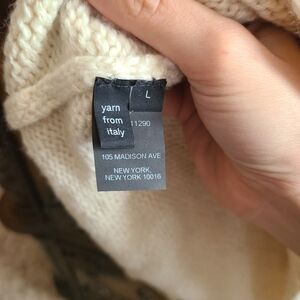 L
yarn
from
italy
11290
105 MADISON AVE
NEW YORK,
NEW YORK 10016